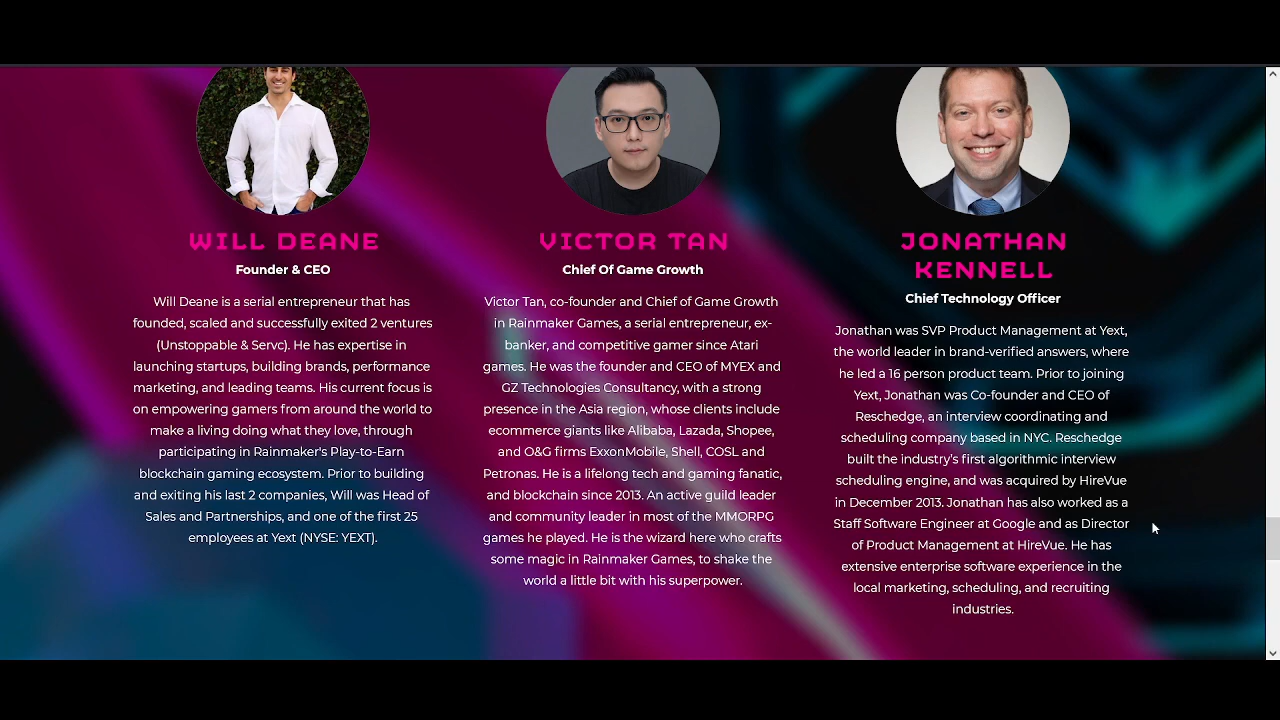 WILL DEANE
Founder & CEO
Will Deane is a serial entrepreneur that has
founded, scaled and successfully exited 2 ventures
(Unstoppable & Servc). He has expertise in
launching startups, building brands, performance
marketing, and leading teams. His current focus is
on empowering gamers from around the world to
make a living doing what they love, through
participating in Rainmaker's Play-to-Earn
blockchain gaming ecosystem. Prior to building
and exiting his last 2 companies, Will was Head of
Sales and Partnerships, and one of the first 25
employees at Yext (NYSE: YEXT).
VICTOR TAN
Chief Of Game Growth
Victor Tan, co-founder and Chief of Game Growth
in Rainmaker Games, a serial entrepreneur, ex-
banker, and competitive gamer since Atari
games. He was the founder and CEO of MYEX and
GZ Technologies Consultancy, with a strong
presence in the Asia region, whose clients include
ecommerce giants like Alibaba, Lazada, Shopee,
and O&G firms ExxonMobile, Shell, COSL and
Petronas. He is a lifelong tech and gaming fanatic,
and blockchain since 2013. An active guild leader
and community leader in most of the MMORPG
games he played. He is the wizard here who crafts
some magic in Rainmaker Games, to shake the
world a little bit with his superpower.
JONATHAN
KENNELL
Chief Technology Officer
Jonathan was SVP Product Management at Yext,
the world leader in brand-verified answers, where
he led a 16 person product team. Prior to joining
Yext, Jonathan was Co-founder and CEO of
Reschedge, an interview coordinating and
scheduling company based in NYC. Reschedge
built the industry's first algorithmic interview
scheduling engine, and was acquired by HireVue
in December 2013. Jonathan has also worked as a
Staff Software Engineer at Google and as Director
of Product Management at HireVue. He has
extensive enterprise software experience in the
local marketing, scheduling, and recruiting
industries.